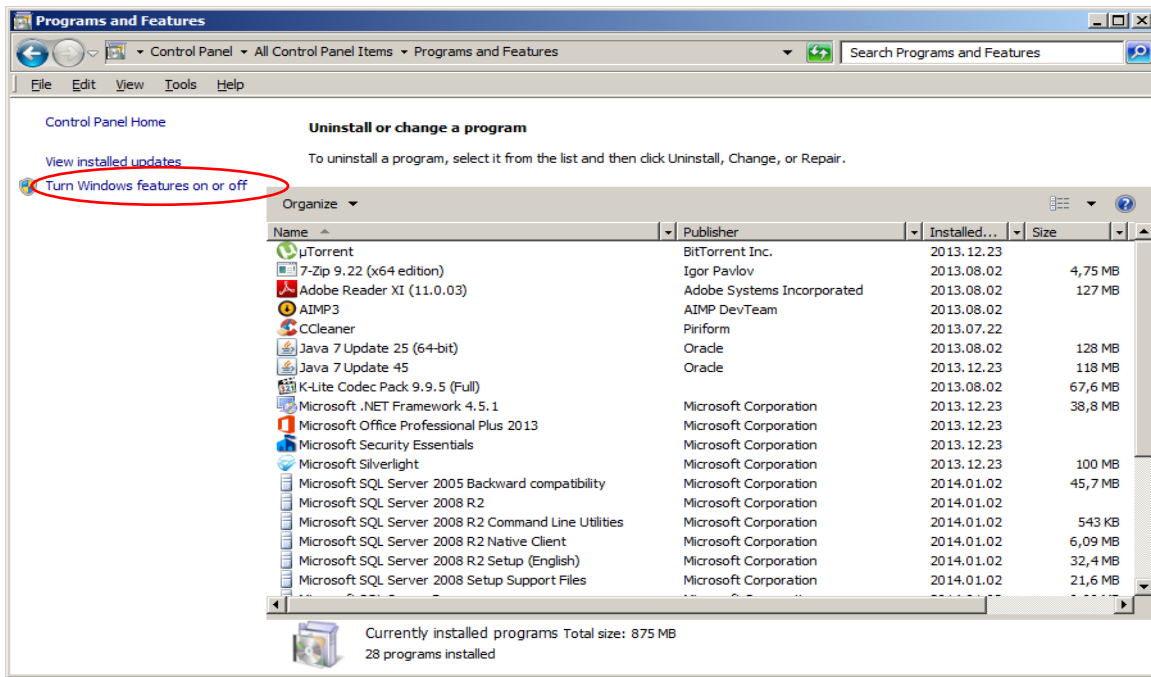 Programs and Features
Control Panel All Control Panel Items Programs and Features Search Programs and Features
File Edit View Tools Help
Control Panel Home
View installed updates
Turn Windows features on or off
Uninstall or change a program
To uninstall a program, select it from the list and then click Uninstall, Change, or Repair.
Organize
Name Publisher Installed... Size
µTorrent BitTorrent Inc. 2013.12.23
7-Zip 9.22 (x64 edition) Igor Pavlov 2013.08.02 4,75 MB
Adobe Reader XI (11.0.03) Adobe Systems Incorporated 2013.08.02 127 MB
AIMP3 AIMP DevTeam 2013.08.02
CCleaner Piriform 2013.07.22
Java 7 Update 25 (64-bit) Oracle 2013.08.02 128 MB
Java 7 Update 45 Oracle 2013.12.23 118 MB
K-Lite Codec Pack 9.9.5 (Full) 2013.08.02 67,6 MB
Microsoft .NET Framework 4.5.1 Microsoft Corporation 2013.12.23 38,8 MB
Microsoft Office Professional Plus 2013 Microsoft Corporation 2013.12.23
Microsoft Security Essentials Microsoft Corporation 2013.12.23
Microsoft Silverlight Microsoft Corporation 2013.12.23 100 MB
Microsoft SQL Server 2005 Backward compatibility Microsoft Corporation 2014.01.02 45,7 MB
Microsoft SQL Server 2008 R2 Microsoft Corporation 2014.01.02
Microsoft SQL Server 2008 R2 Command Line Utilities Microsoft Corporation 2014.01.02 543 KB
Microsoft SQL Server 2008 R2 Native Client Microsoft Corporation 2014.01.02 6,09 MB
Microsoft SQL Server 2008 R2 Setup (English) Microsoft Corporation 2014.01.02 32,4 MB
Microsoft SQL Server 2008 Setup Support Files Microsoft Corporation 2014.01.02 21,6 MB
Currently installed programs Total size: 875 MB
28 programs installed